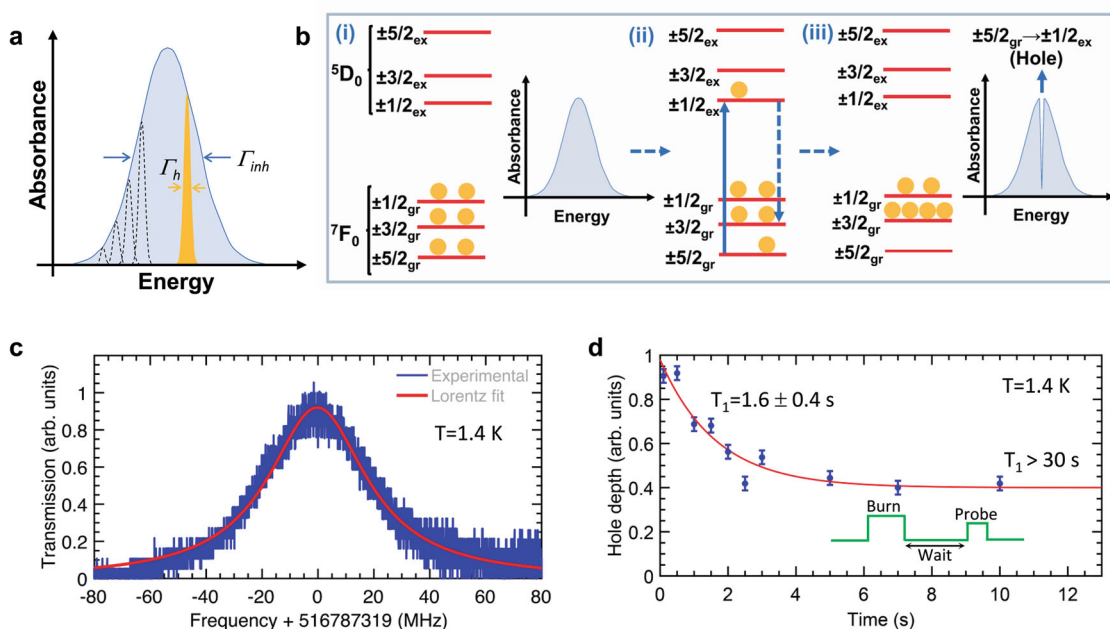 a
Absorbance
Γh
Γinh
Energy
b
(i)
±5/2ex
5D0
±3/2ex
±1/2ex
7F0
±1/2gr
±3/2gr
±5/2gr
Absorbance
Energy
(ii)
±5/2ex
±3/2ex
±1/2ex
±1/2gr
±3/2gr
±5/2gr
(iii)
±5/2ex
±3/2ex
±1/2ex
±1/2gr
±3/2gr
±5/2gr
±5/2gr→±1/2ex
(Hole)
Absorbance
Energy
c
Transmission (arb. units)
1
0.8
0.6
0.4
0.2
0
Experimental
Lorentz fit
T=1.4 K
-80 -60 -40 -20 0 20 40 60 80
Frequency + 516787319 (MHz)
d
Hole depth (arb. units)
1
0.8
0.6
0.4
0.2
0
T1=1.6 ± 0.4 s
T=1.4 K
T1 > 30 s
Burn
Probe
Wait
0 2 4 6 8 10 12
Time (s)